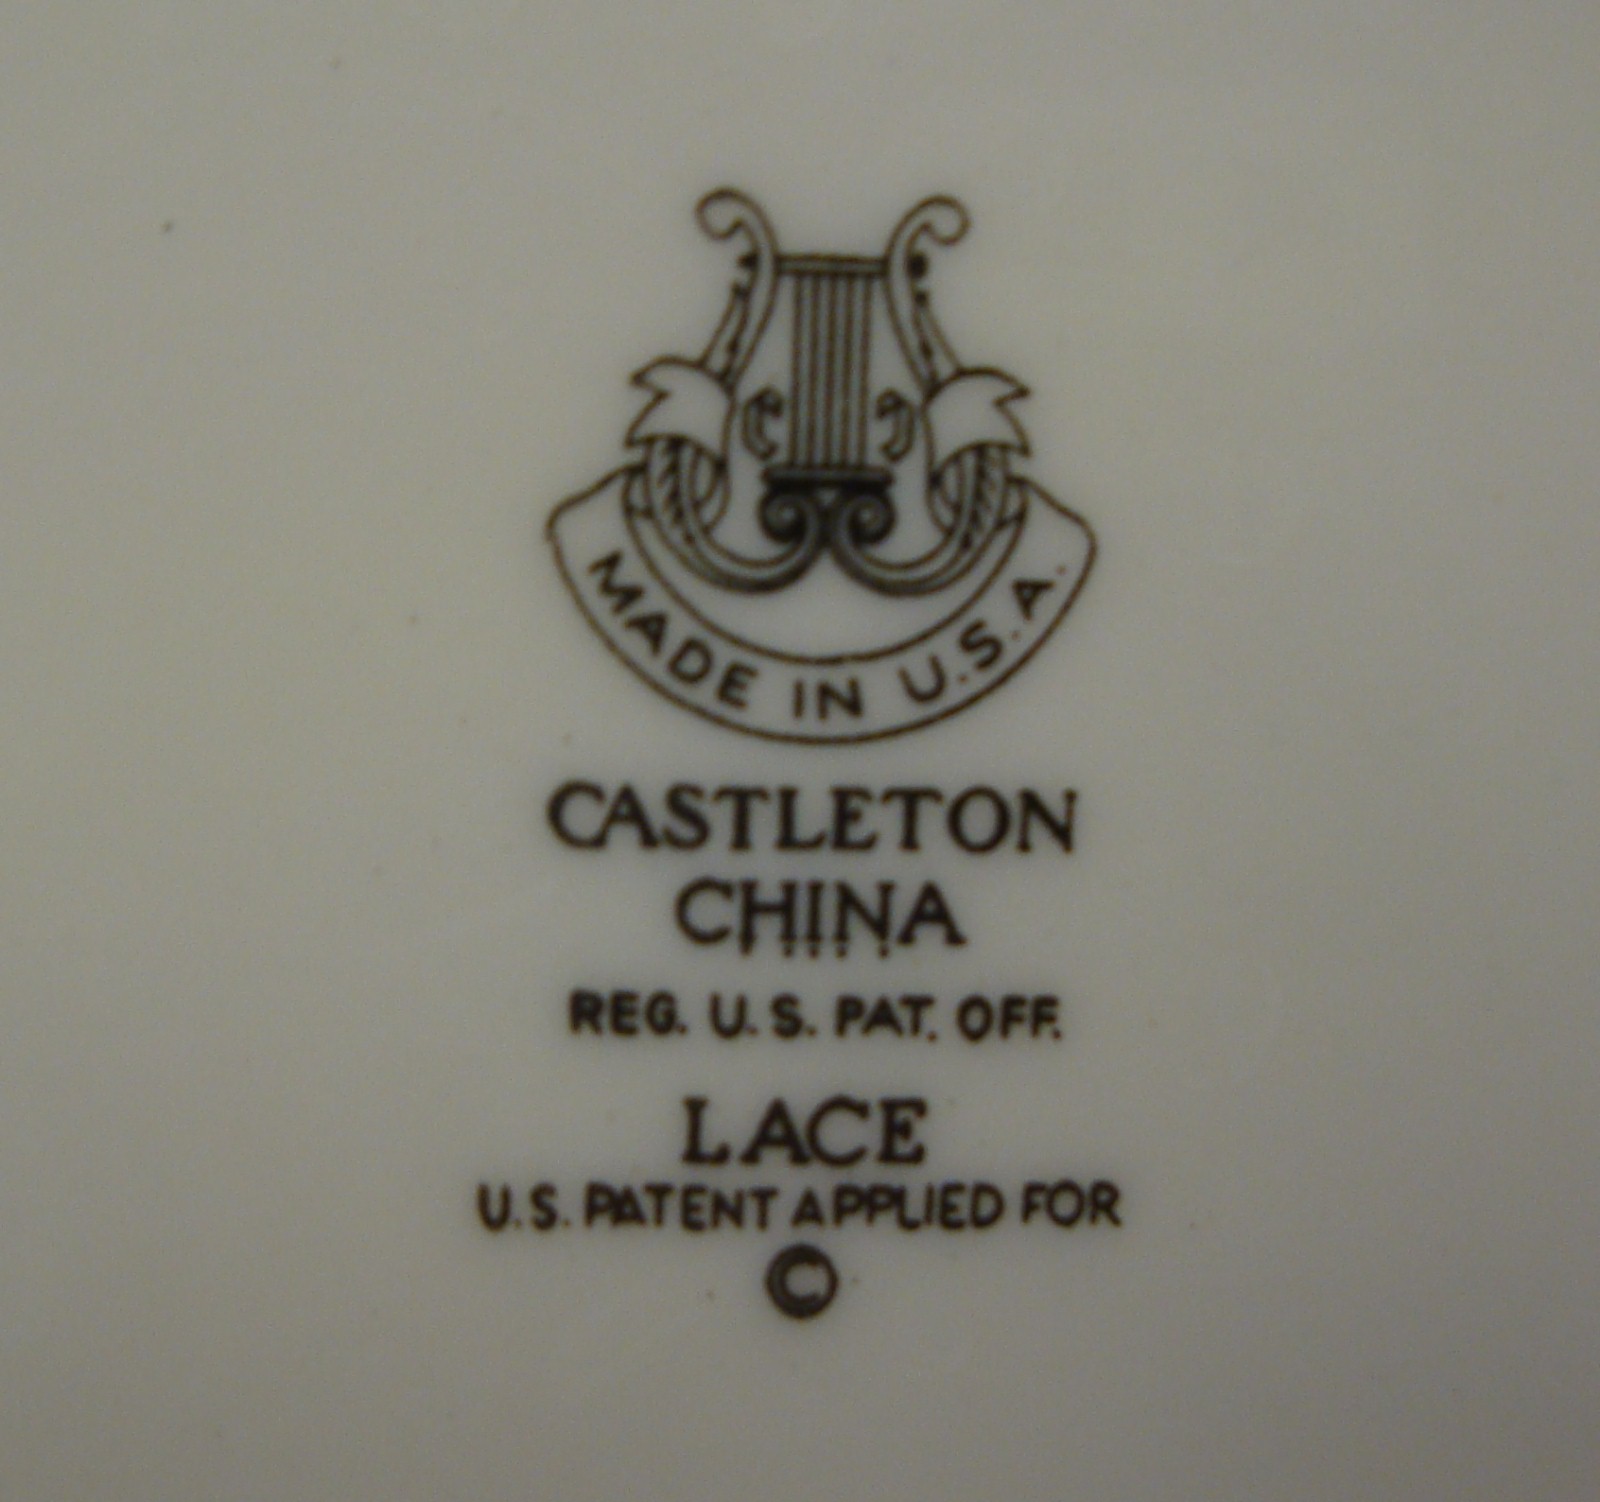 MADE IN U.S.A.
CASTLETON
CHINA
REG. U.S. PAT. OFF.
LACE
U.S. PATENT APPLIED FOR
©